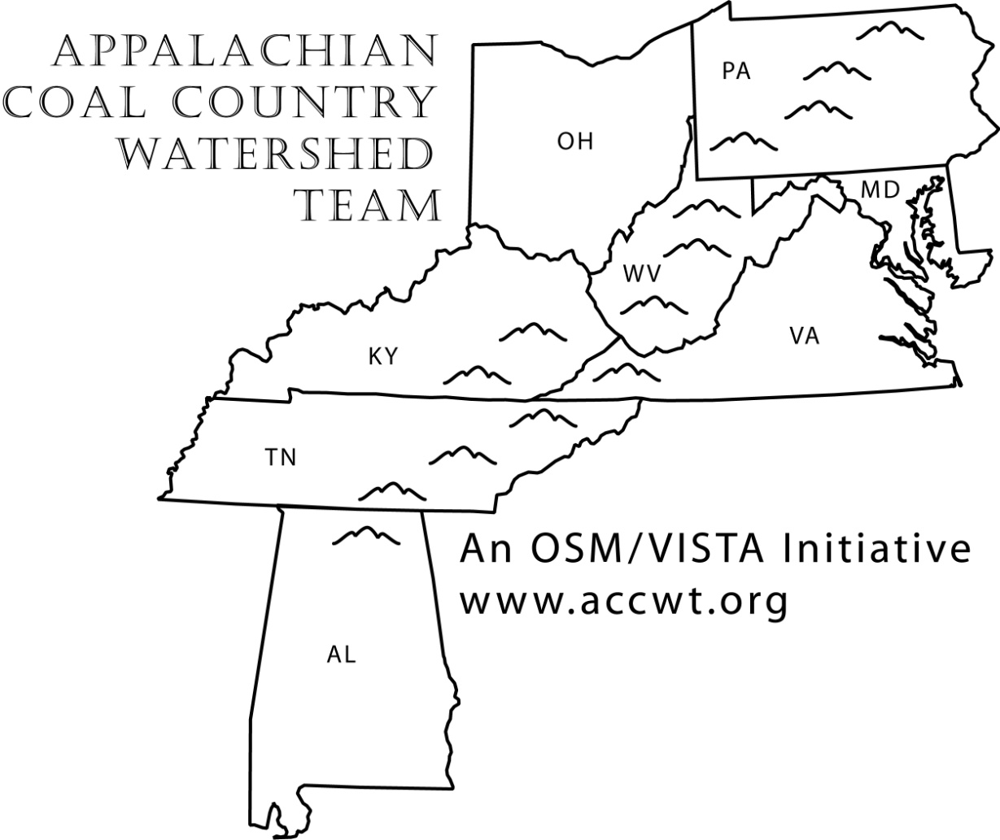 APPALACHIAN
COAL COUNTRY
WATERSHED
TEAM
PA
OH
MD
WV
VA
KY
TN
An OSM/VISTA Initiative
www.accwt.org
AL